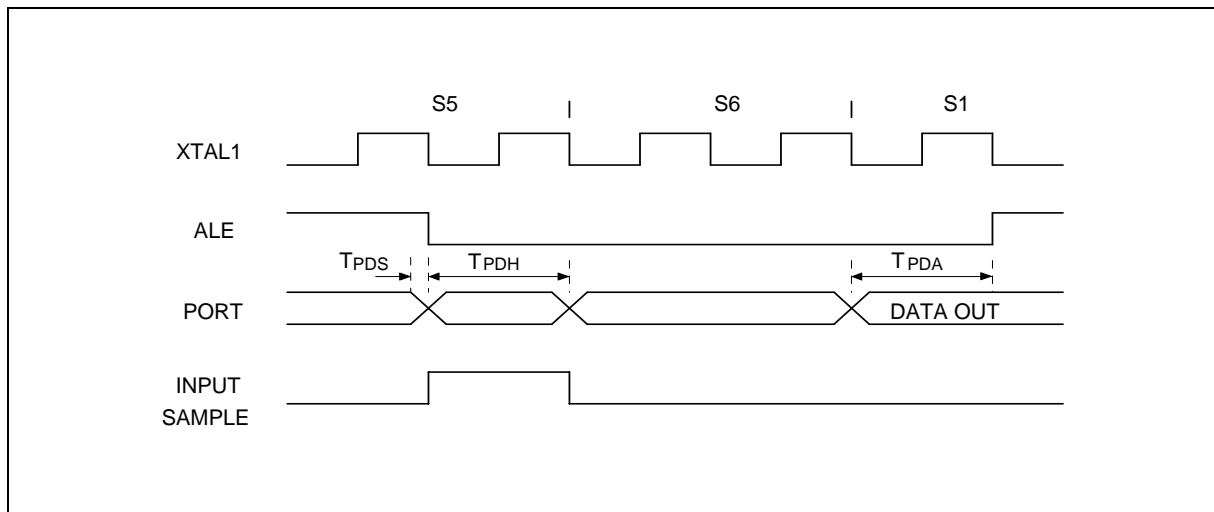 S5 | S6 | S1
XTAL1
ALE
TPDS
TPDH
TPDA
PORT
DATA OUT
INPUT
SAMPLE